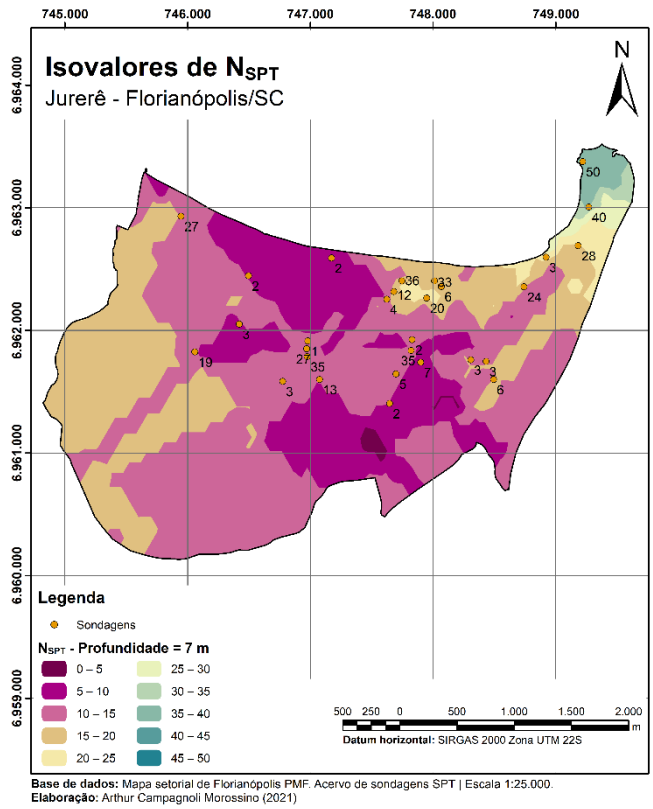 745.000 746.000 747.000 748.000 749.000
Isovalores de NSPT
Jurerê - Florianópolis/SC
N
6.964.000
6.963.000
6.962.000
6.961.000
6.960.000
6.959.000
50
40
27
28
3
2
2
36
33
12
6
24
4
20
3
1
2
27
35
19
35
7
3
3
3
13
5
6
2
Legenda
Sondagens
NSPT - Profundidade = 7 m
0 – 5 25 – 30
5 – 10 30 – 35
10 – 15 35 – 40
15 – 20 40 – 45
20 – 25 45 – 50
500 250 0 500 1.000 1.500 2.000
m
Datum horizontal: SIRGAS 2000 Zona UTM 22S
Base de dados: Mapa setorial de Florianópolis PMF. Acervo de sondagens SPT | Escala 1:25.000.
Elaboração: Arthur Campagnoli Morossino (2021)